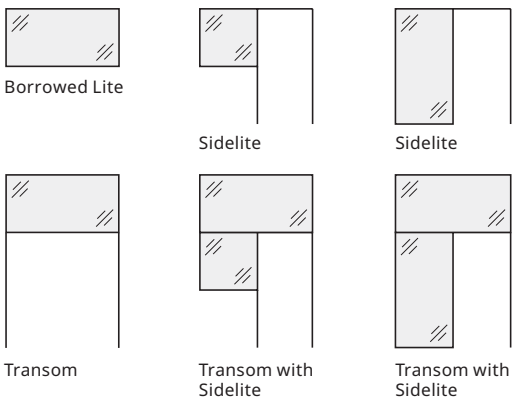 Borrowed Lite
Sidelite
Sidelite
Transom
Transom with
Sidelite
Transom with
Sidelite